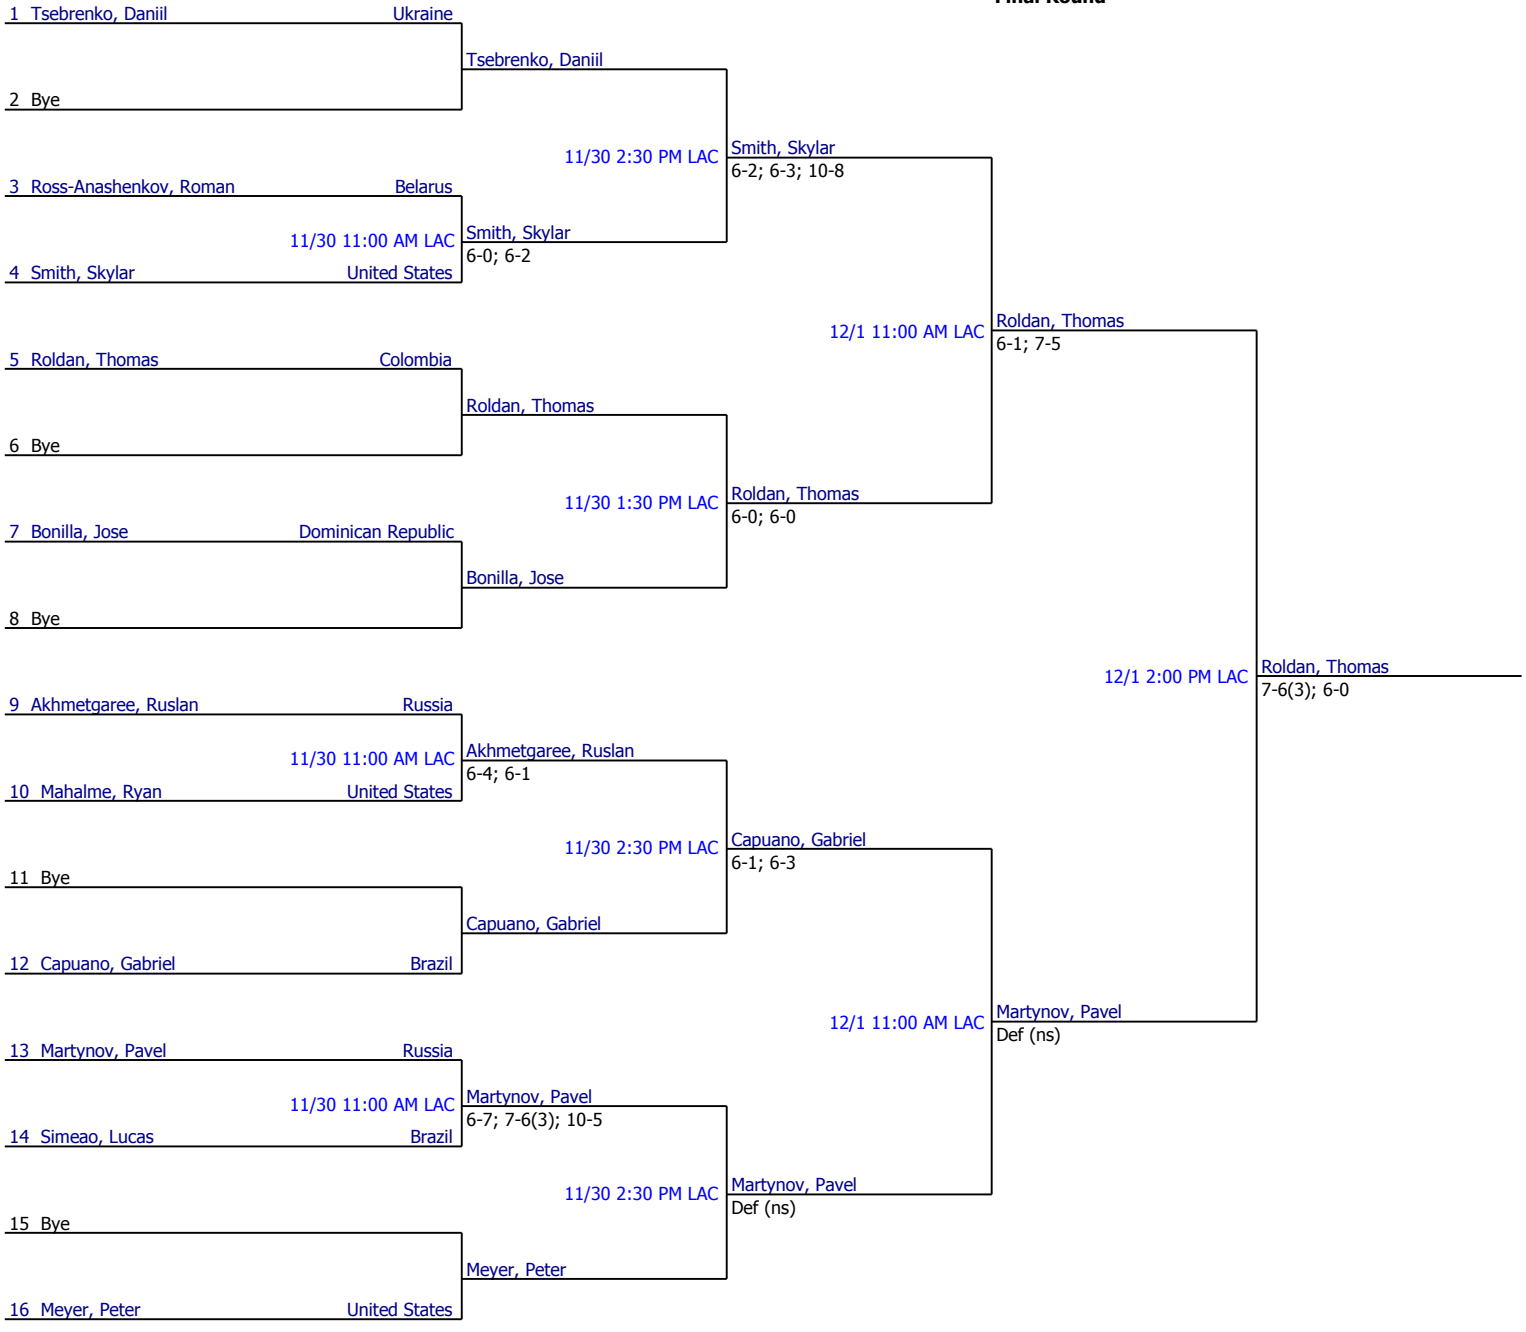 Final Round
1 Tsebrenko, Daniil Ukraine
Tsebrenko, Daniil
2 Bye
11/30 2:30 PM LAC
Smith, Skylar
6-2; 6-3; 10-8
3 Ross-Anashenkov, Roman Belarus
11/30 11:00 AM LAC
Smith, Skylar
6-0; 6-2
4 Smith, Skylar United States
12/1 11:00 AM LAC
Roldan, Thomas
6-1; 7-5
5 Roldan, Thomas Colombia
Roldan, Thomas
6 Bye
11/30 1:30 PM LAC
Roldan, Thomas
6-0; 6-0
7 Bonilla, Jose Dominican Republic
Bonilla, Jose
8 Bye
12/1 2:00 PM LAC
Roldan, Thomas
7-6(3); 6-0
9 Akhmetgaree, Ruslan Russia
11/30 11:00 AM LAC
Akhmetgaree, Ruslan
6-4; 6-1
10 Mahalme, Ryan United States
11/30 2:30 PM LAC
Capuano, Gabriel
6-1; 6-3
11 Bye
Capuano, Gabriel
12 Capuano, Gabriel Brazil
12/1 11:00 AM LAC
Martynov, Pavel
Def (ns)
13 Martynov, Pavel Russia
11/30 11:00 AM LAC
Martynov, Pavel
6-7; 7-6(3); 10-5
14 Simeao, Lucas Brazil
11/30 2:30 PM LAC
Martynov, Pavel
Def (ns)
15 Bye
Meyer, Peter
16 Meyer, Peter United States